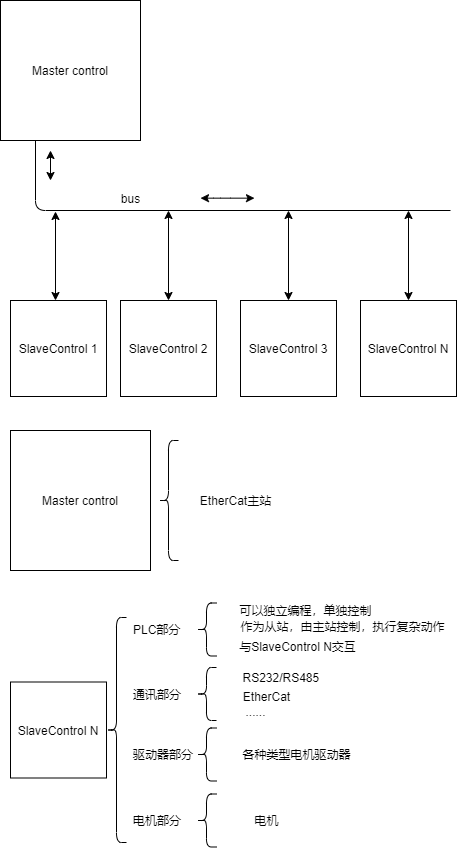 Master control
bus
SlaveControl 1
SlaveControl 2
SlaveControl 3
SlaveControl N
Master control
EtherCat主站
SlaveControl N
PLC部分
可以独立编程，单独控制
作为从站，由主站控制，执行复杂动作
与SlaveControl N交互
通讯部分
RS232/RS485
EtherCat
......
驱动器部分
各种类型电机驱动器
电机部分
电机